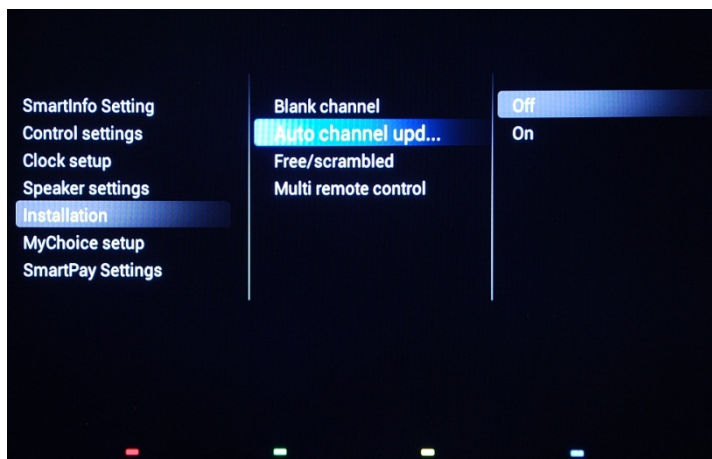 SmartInfo Setting
Control settings
Clock setup
Speaker settings
Installation
MyChoice setup
SmartPay Settings
Blank channel
Auto channel upd...
Free/scrambled
Multi remote control
Off
On